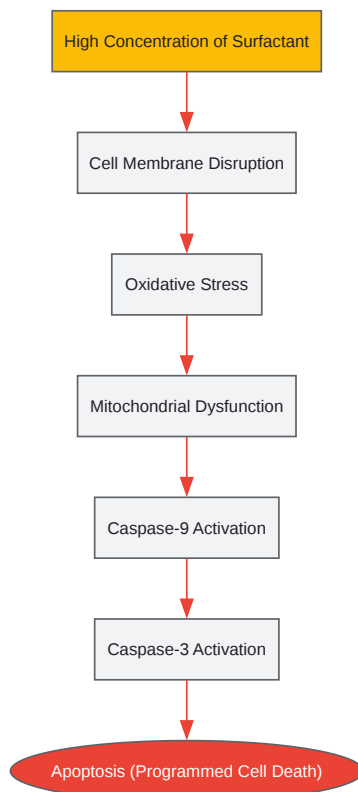 High Concentration of Surfactant
Cell Membrane Disruption
Oxidative Stress
Mitochondrial Dysfunction
Caspase-9 Activation
Caspase-3 Activation
Apoptosis (Programmed Cell Death)